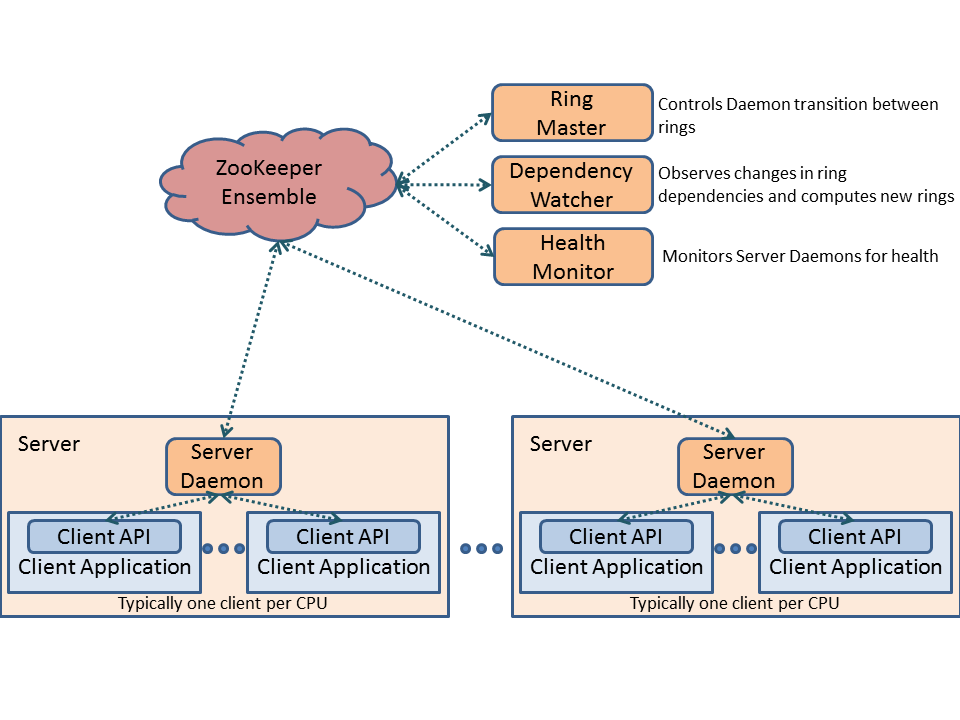 Ring
Master
Controls Daemon transition between
rings
ZooKeeper
Ensemble
Dependency
Watcher
Observes changes in ring
dependencies and computes new rings
Health
Monitor
Monitors Server Daemons for health
Server
Server
Daemon
Client API
Client Application
Client API
Client Application
Typically one client per CPU
Server
Server
Daemon
Client API
Client Application
Client API
Client Application
Typically one client per CPU